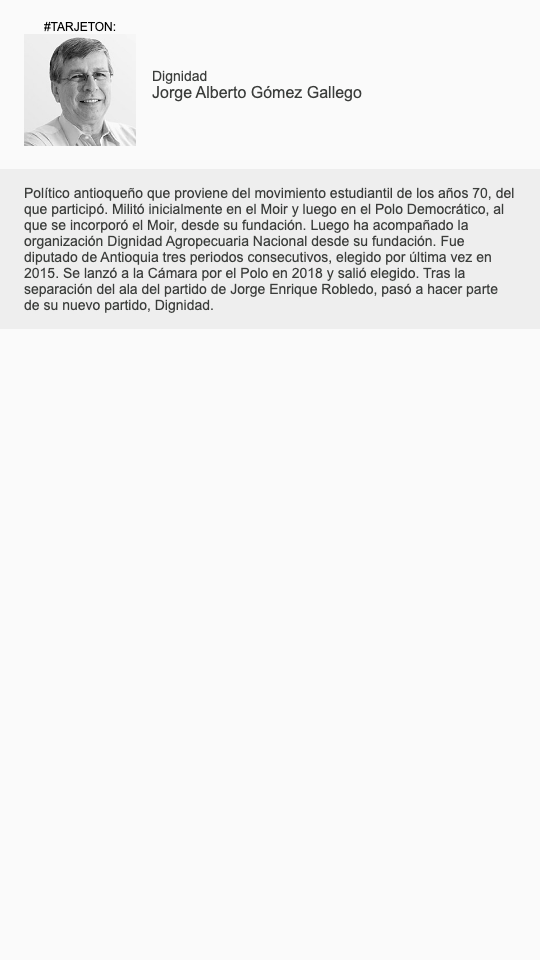 #TARJETON:
Dignidad
Jorge Alberto Gómez Gallego
Político antioqueño que proviene del movimiento estudiantil de los años 70, del
que participó. Militó inicialmente en el Moir y luego en el Polo Democrático, al
que se incorporó el Moir, desde su fundación. Luego ha acompañado la
organización Dignidad Agropecuaria Nacional desde su fundación. Fue
diputado de Antioquia tres periodos consecutivos, elegido por última vez en
2015. Se lanzó a la Cámara por el Polo en 2018 y salió elegido. Tras la
separación del ala del partido de Jorge Enrique Robledo, pasó a hacer parte
de su nuevo partido, Dignidad.